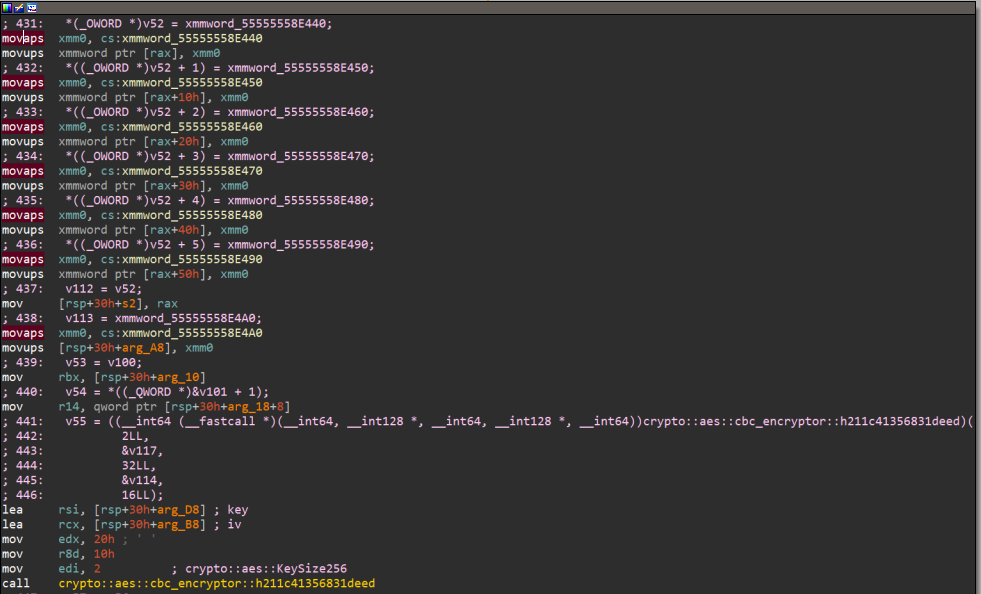 ; 431:   *(_OWORD *)v52 = xmmword_55555558E440;
movaps  xmm0, cs:xmmword_55555558E440
movups  xmmword ptr [rax], xmm0
; 432:   *((_OWORD *)v52 + 1) = xmmword_55555558E450;
movaps  xmm0, cs:xmmword_55555558E450
movups  xmmword ptr [rax+10h], xmm0
; 433:   *((_OWORD *)v52 + 2) = xmmword_55555558E460;
movaps  xmm0, cs:xmmword_55555558E460
movups  xmmword ptr [rax+20h], xmm0
; 434:   *((_OWORD *)v52 + 3) = xmmword_55555558E470;
movaps  xmm0, cs:xmmword_55555558E470
movups  xmmword ptr [rax+30h], xmm0
; 435:   *((_OWORD *)v52 + 4) = xmmword_55555558E480;
movaps  xmm0, cs:xmmword_55555558E480
movups  xmmword ptr [rax+40h], xmm0
; 436:   *((_OWORD *)v52 + 5) = xmmword_55555558E490;
movaps  xmm0, cs:xmmword_55555558E490
movups  xmmword ptr [rax+50h], xmm0
; 437:   v112 = v52;
mov     [rsp+30h+s2], rax
; 438:   v113 = xmmword_55555558E4A0;
movaps  xmm0, cs:xmmword_55555558E4A0
movups  [rsp+30h+arg_A8], xmm0
; 439:   v53 = v100;
mov     rbx, [rsp+30h+arg_10]
; 440:   v54 = *((_QWORD *)&v101 + 1);
mov     r14, qword ptr [rsp+30h+arg_18+8]
; 441:   v55 = ((__int64 (__fastcall *)(__int64, __int128 *, __int64, __int128 *, __int64))crypto::aes::cbc_encryptor::h211c41356831deed)(
; 442:           2LL,
; 443:           &v117,
; 444:           32LL,
; 445:           &v114,
; 446:           16LL);
lea     rsi, [rsp+30h+arg_D8] ; key
lea     rcx, [rsp+30h+arg_B8] ; iv
mov     edx, 20h ; ' '
mov     r8d, 10h
mov     edi, 2          ; crypto::aes::KeySize256
call    crypto::aes::cbc_encryptor::h211c41356831deed